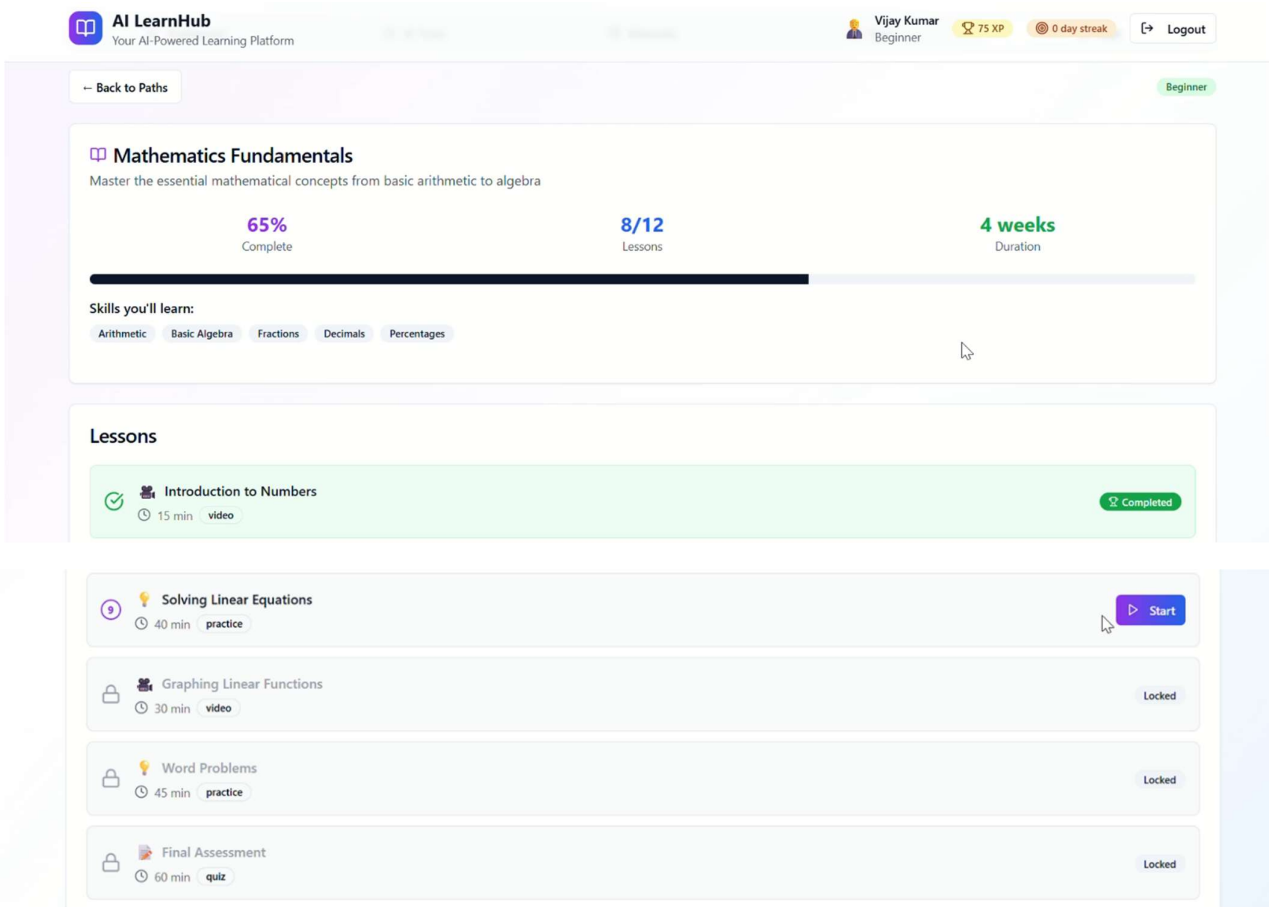 AI LearnHub
Your AI-Powered Learning Platform
Vijay Kumar
Beginner
75 XP
0 day streak
Logout
← Back to Paths
Beginner
Mathematics Fundamentals
Master the essential mathematical concepts from basic arithmetic to algebra
65%
Complete
8/12
Lessons
4 weeks
Duration
Skills you'll learn:
Arithmetic Basic Algebra Fractions Decimals Percentages
Lessons
Introduction to Numbers
15 min video
Completed
9
Solving Linear Equations
40 min practice
Start
Graphing Linear Functions
30 min video
Locked
Word Problems
45 min practice
Locked
Final Assessment
60 min quiz
Locked